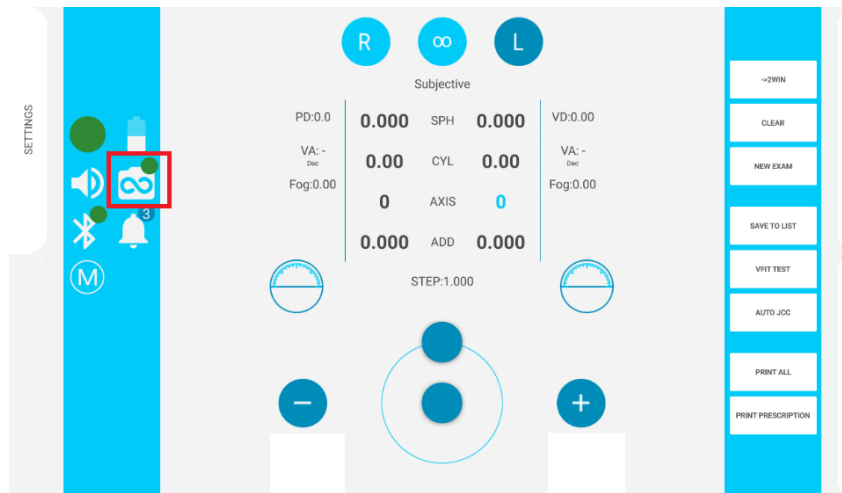 SETTINGS
3
M
R ∞ L
Subjective
PD:0.0 0.000 SPH 0.000 VD:0.00
VA: - 0.00 CYL 0.00 VA: -
Dec Dec
Fog:0.00 0 AXIS 0 Fog:0.00
0.000 ADD 0.000
STEP:1.000
− +
->2WIN
CLEAR
NEW EXAM
SAVE TO LIST
VFIT TEST
AUTO JCC
PRINT ALL
PRINT PRESCRIPTION